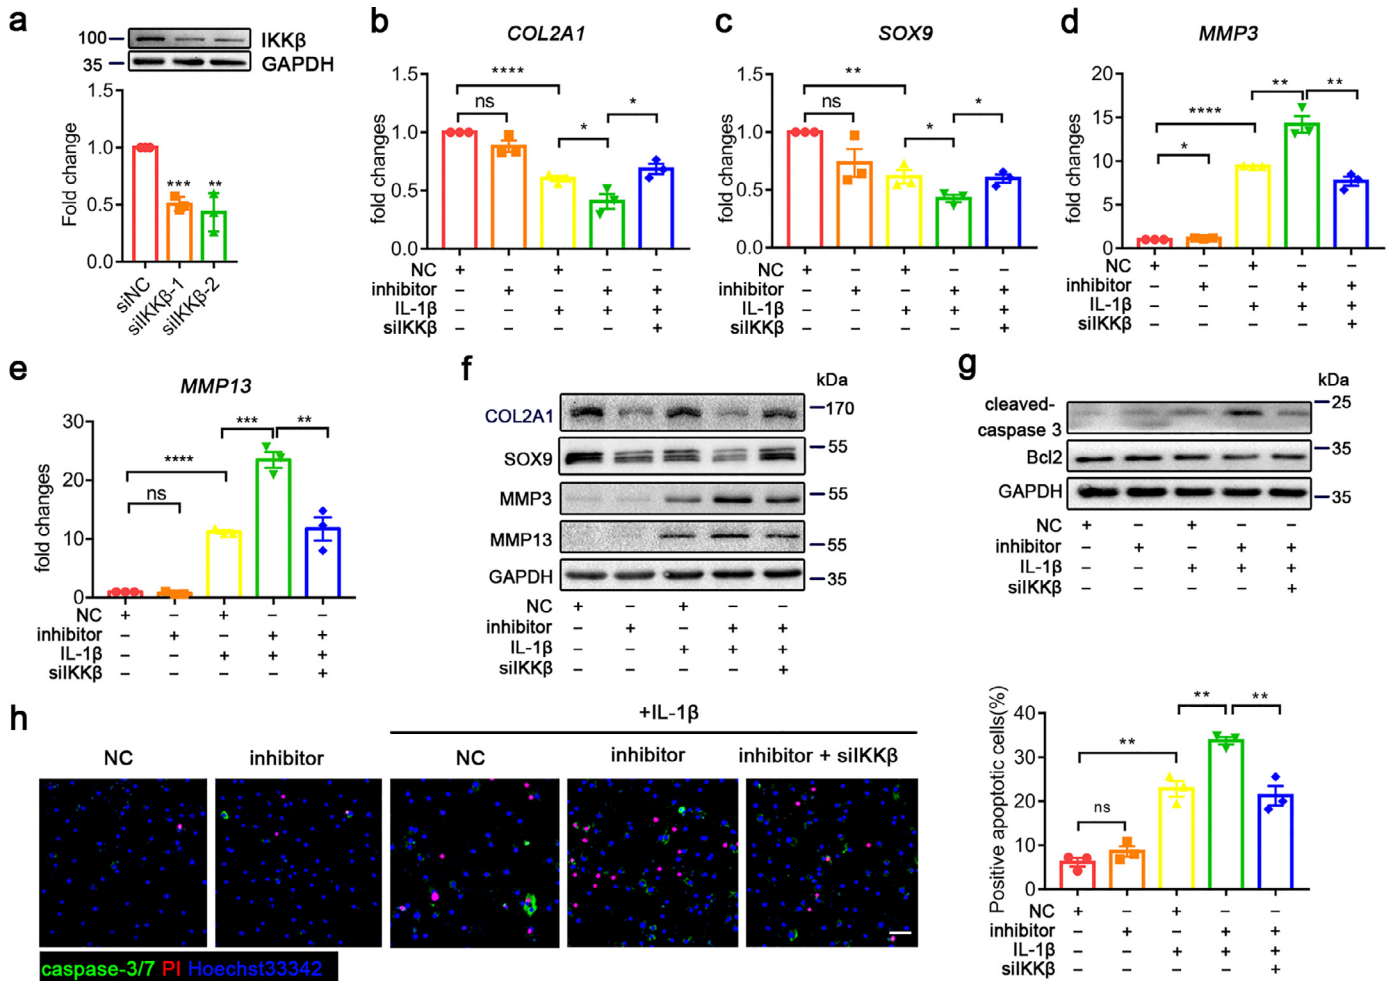 a
100
IKKβ
35
GAPDH
Fold change
1.5
1.0
0.5
0.0
*** **
siNC
siIKKβ-1
siIKKβ-2
b
COL2A1
fold changes
1.5
1.0
0.5
0.0
****
ns
*
*
NC + – + – –
inhibitor – + – + +
IL-1β – – + + +
siIKKβ – – – – +
c
SOX9
fold changes
1.5
1.0
0.5
0.0
**
ns
*
*
NC + – + – –
inhibitor – + – + +
IL-1β – – + + +
siIKKβ – – – – +
d
MMP3
fold changes
20
15
10
5
0
** **
****
*
NC + – + – –
inhibitor – + – + +
IL-1β – – + + +
siIKKβ – – – – +
e
MMP13
fold changes
30
20
10
0
*** **
****
ns
NC + – + – –
inhibitor – + – + +
IL-1β – – + + +
siIKKβ – – – – +
f
kDa
COL2A1 170
SOX9 55
MMP3 55
MMP13 55
GAPDH 35
NC + – + – –
inhibitor – + – + +
IL-1β – – + + +
siIKKβ – – – – +
g
kDa
cleaved-
caspase 3
25
Bcl2 35
GAPDH 35
NC + – + – –
inhibitor – + – + +
IL-1β – – + + +
siIKKβ – – – – +
h
+IL-1β
NC inhibitor NC inhibitor inhibitor + siIKKβ
caspase-3/7 PI Hoechst33342
Positive apoptotic cells(%)
40
30
20
10
0
** **
**
ns
NC + – + – –
inhibitor – + – + +
IL-1β – – + + +
siIKKβ – – – – +